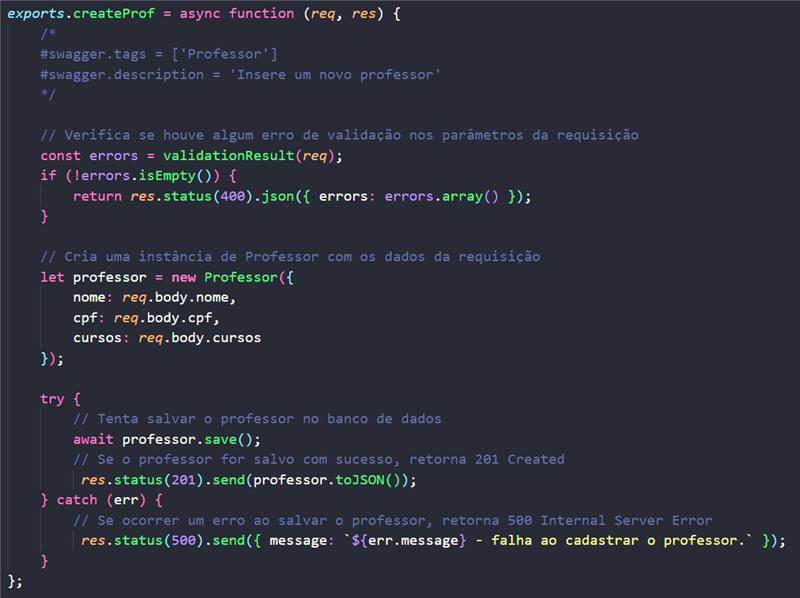 exports.createProf = async function (req, res) {
/*
#swagger.tags = ['Professor']
#swagger.description = 'Insere um novo professor'
*/
// Verifica se houve algum erro de validação nos parâmetros da requisição
const errors = validationResult(req);
if (!errors.isEmpty()) {
return res.status(400).json({ errors: errors.array() });
}
// Cria uma instância de Professor com os dados da requisição
let professor = new Professor({
nome: req.body.nome,
cpf: req.body.cpf,
cursos: req.body.cursos
});
try {
// Tenta salvar o professor no banco de dados
await professor.save();
// Se o professor for salvo com sucesso, retorna 201 Created
res.status(201).send(professor.toJSON());
} catch (err) {
// Se ocorrer um erro ao salvar o professor, retorna 500 Internal Server Error
res.status(500).send({ message: `${err.message} - falha ao cadastrar o professor.` });
}
};